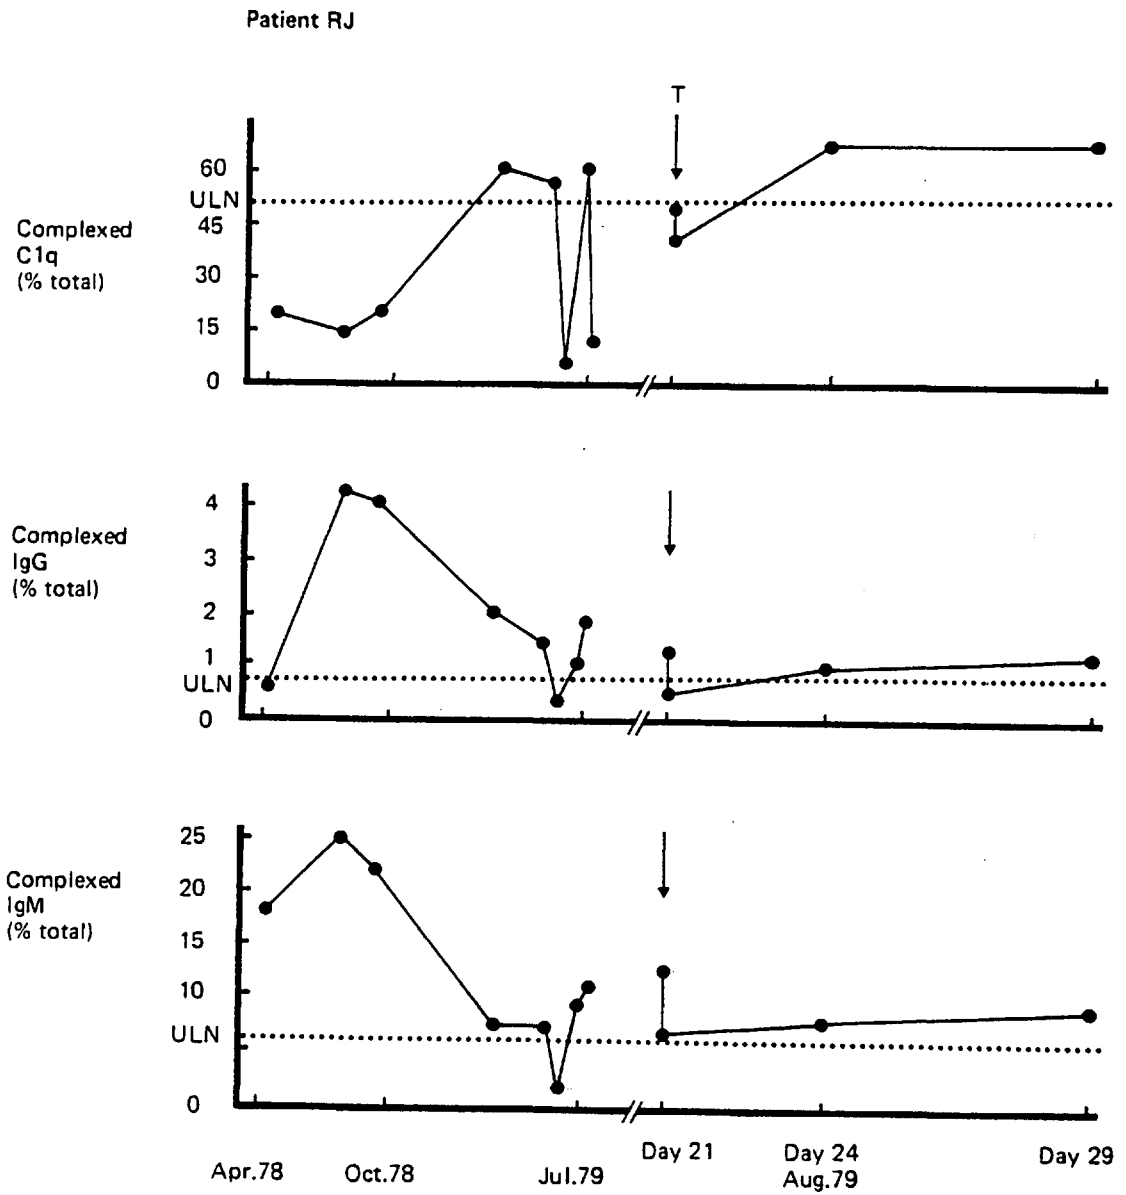 Patient RJ
T
60
ULN
45
30
15
0
Complexed
C1q
(% total)
4
3
2
1
ULN
0
Complexed
IgG
(% total)
25
20
15
10
ULN
0
Complexed
IgM
(% total)
Apr.78
Oct.78
Jul.79
Day 21
Day 24
Aug.79
Day 29